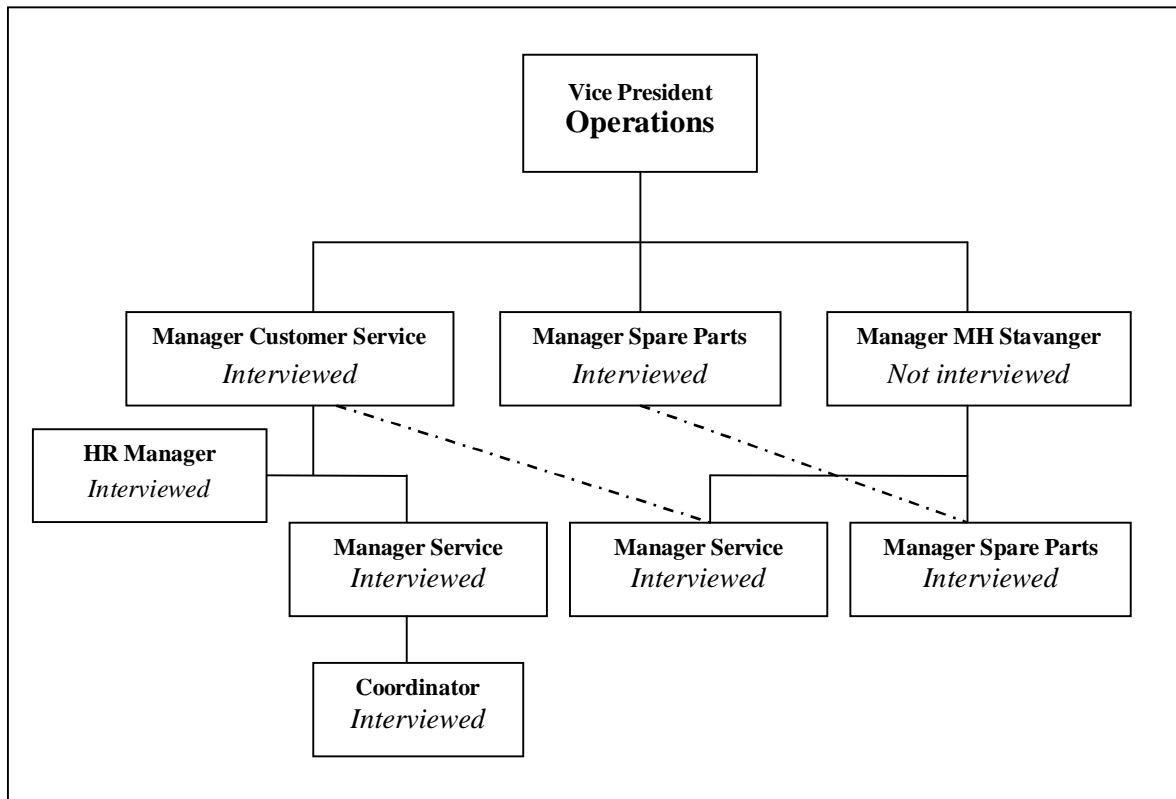 Vice President
Operations
Manager Customer Service
Interviewed
Manager Spare Parts
Interviewed
Manager MH Stavanger
Not interviewed
HR Manager
Interviewed
Manager Service
Interviewed
Manager Service
Interviewed
Manager Spare Parts
Interviewed
Coordinator
Interviewed